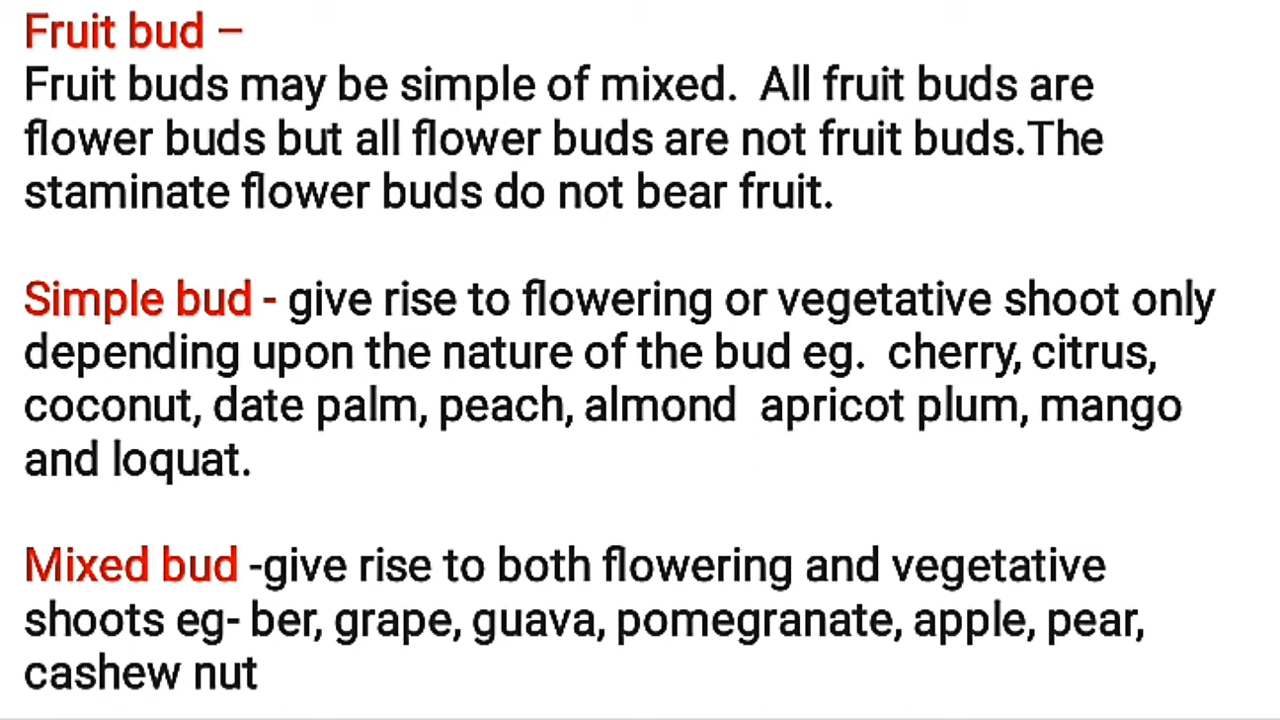 Fruit bud –
Fruit buds may be simple of mixed. All fruit buds are
flower buds but all flower buds are not fruit buds.The
staminate flower buds do not bear fruit.
Simple bud - give rise to flowering or vegetative shoot only
depending upon the nature of the bud eg. cherry, citrus,
coconut, date palm, peach, almond apricot plum, mango
and loquat.
Mixed bud -give rise to both flowering and vegetative
shoots eg- ber, grape, guava, pomegranate, apple, pear,
cashew nut